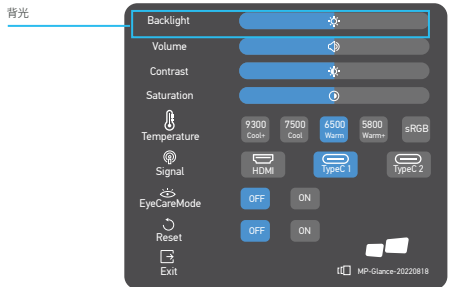 背光
Backlight
Volume
Contrast
Saturation
Temperature
9300 Cool+
7500 Cool
6500 Warm
5800 Warm+
sRGB
Signal
HDMI
TypeC 1
TypeC 2
EyeCareMode
OFF
ON
Reset
OFF
ON
Exit
MP-Glance-20220818